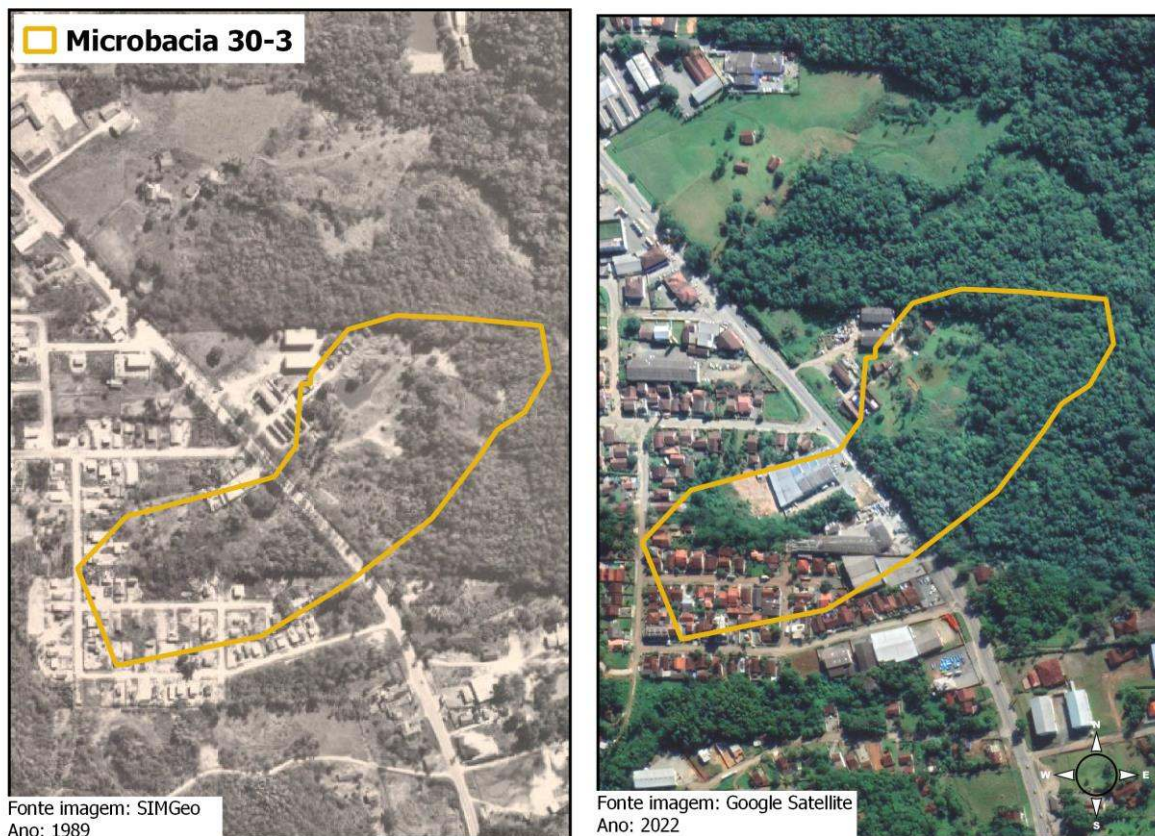 Microbacia 30-3
Fonte imagem: SIMGeo
Ano: 1989
Fonte imagem: Google Satellite
Ano: 2022
N
W E
S